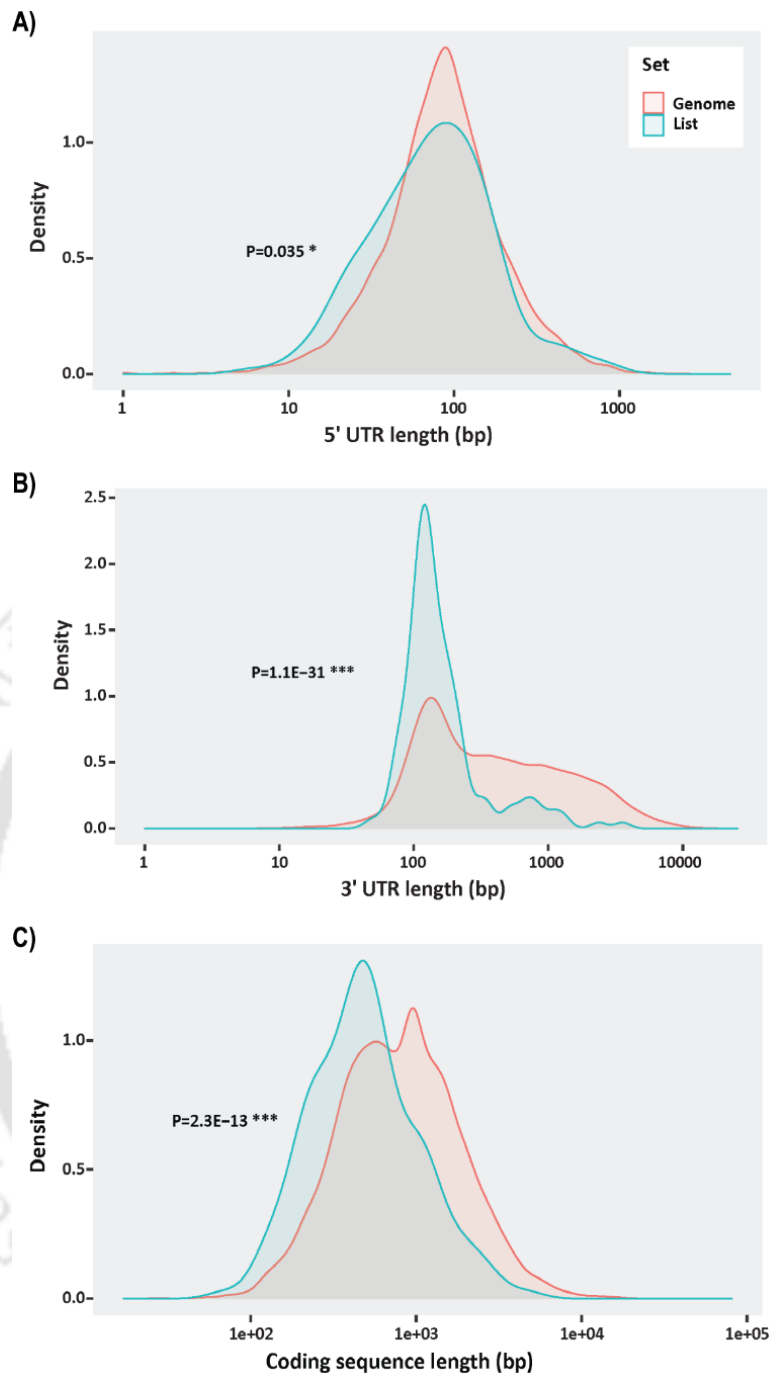 A)
Set
Genome
List
1.0
0.5
0.0
Density
P=0.035 *
1 10 100 1000
5' UTR length (bp)
B)
2.5
2.0
1.5
1.0
0.5
0.0
Density
P=1.1E−31 ***
1 10 100 1000 10000
3' UTR length (bp)
C)
1.0
0.5
0.0
Density
P=2.3E−13 ***
1e+02 1e+03 1e+04 1e+05
Coding sequence length (bp)